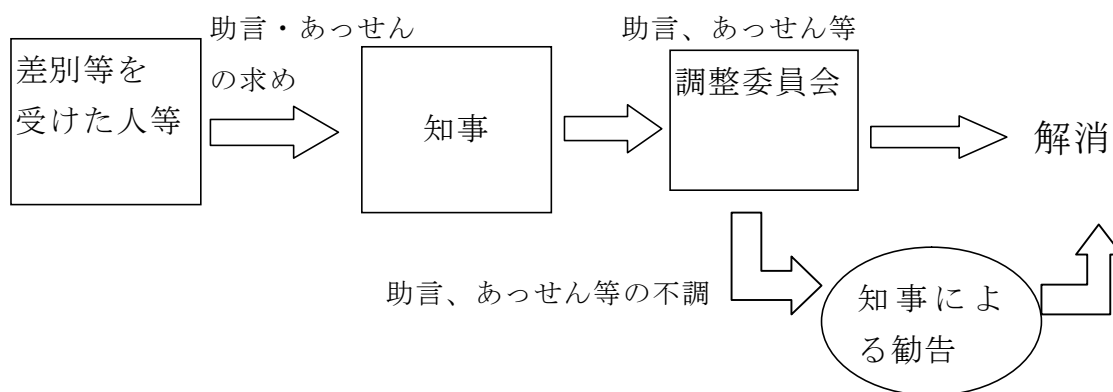 差別等を
受けた人等
助言・あっせん
の求め
知事
助言、あっせん等
調整委員会
解消
助言、あっせん等の不調
知事によ
る勧告